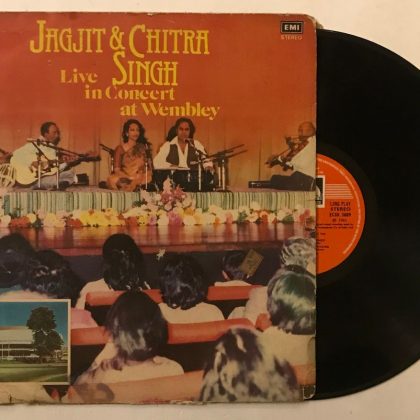 JAGJIT & CHITRA
SINGH
Live
in Concert
at Wembley
EMI
STEREO
LONG PLAY
STEREO